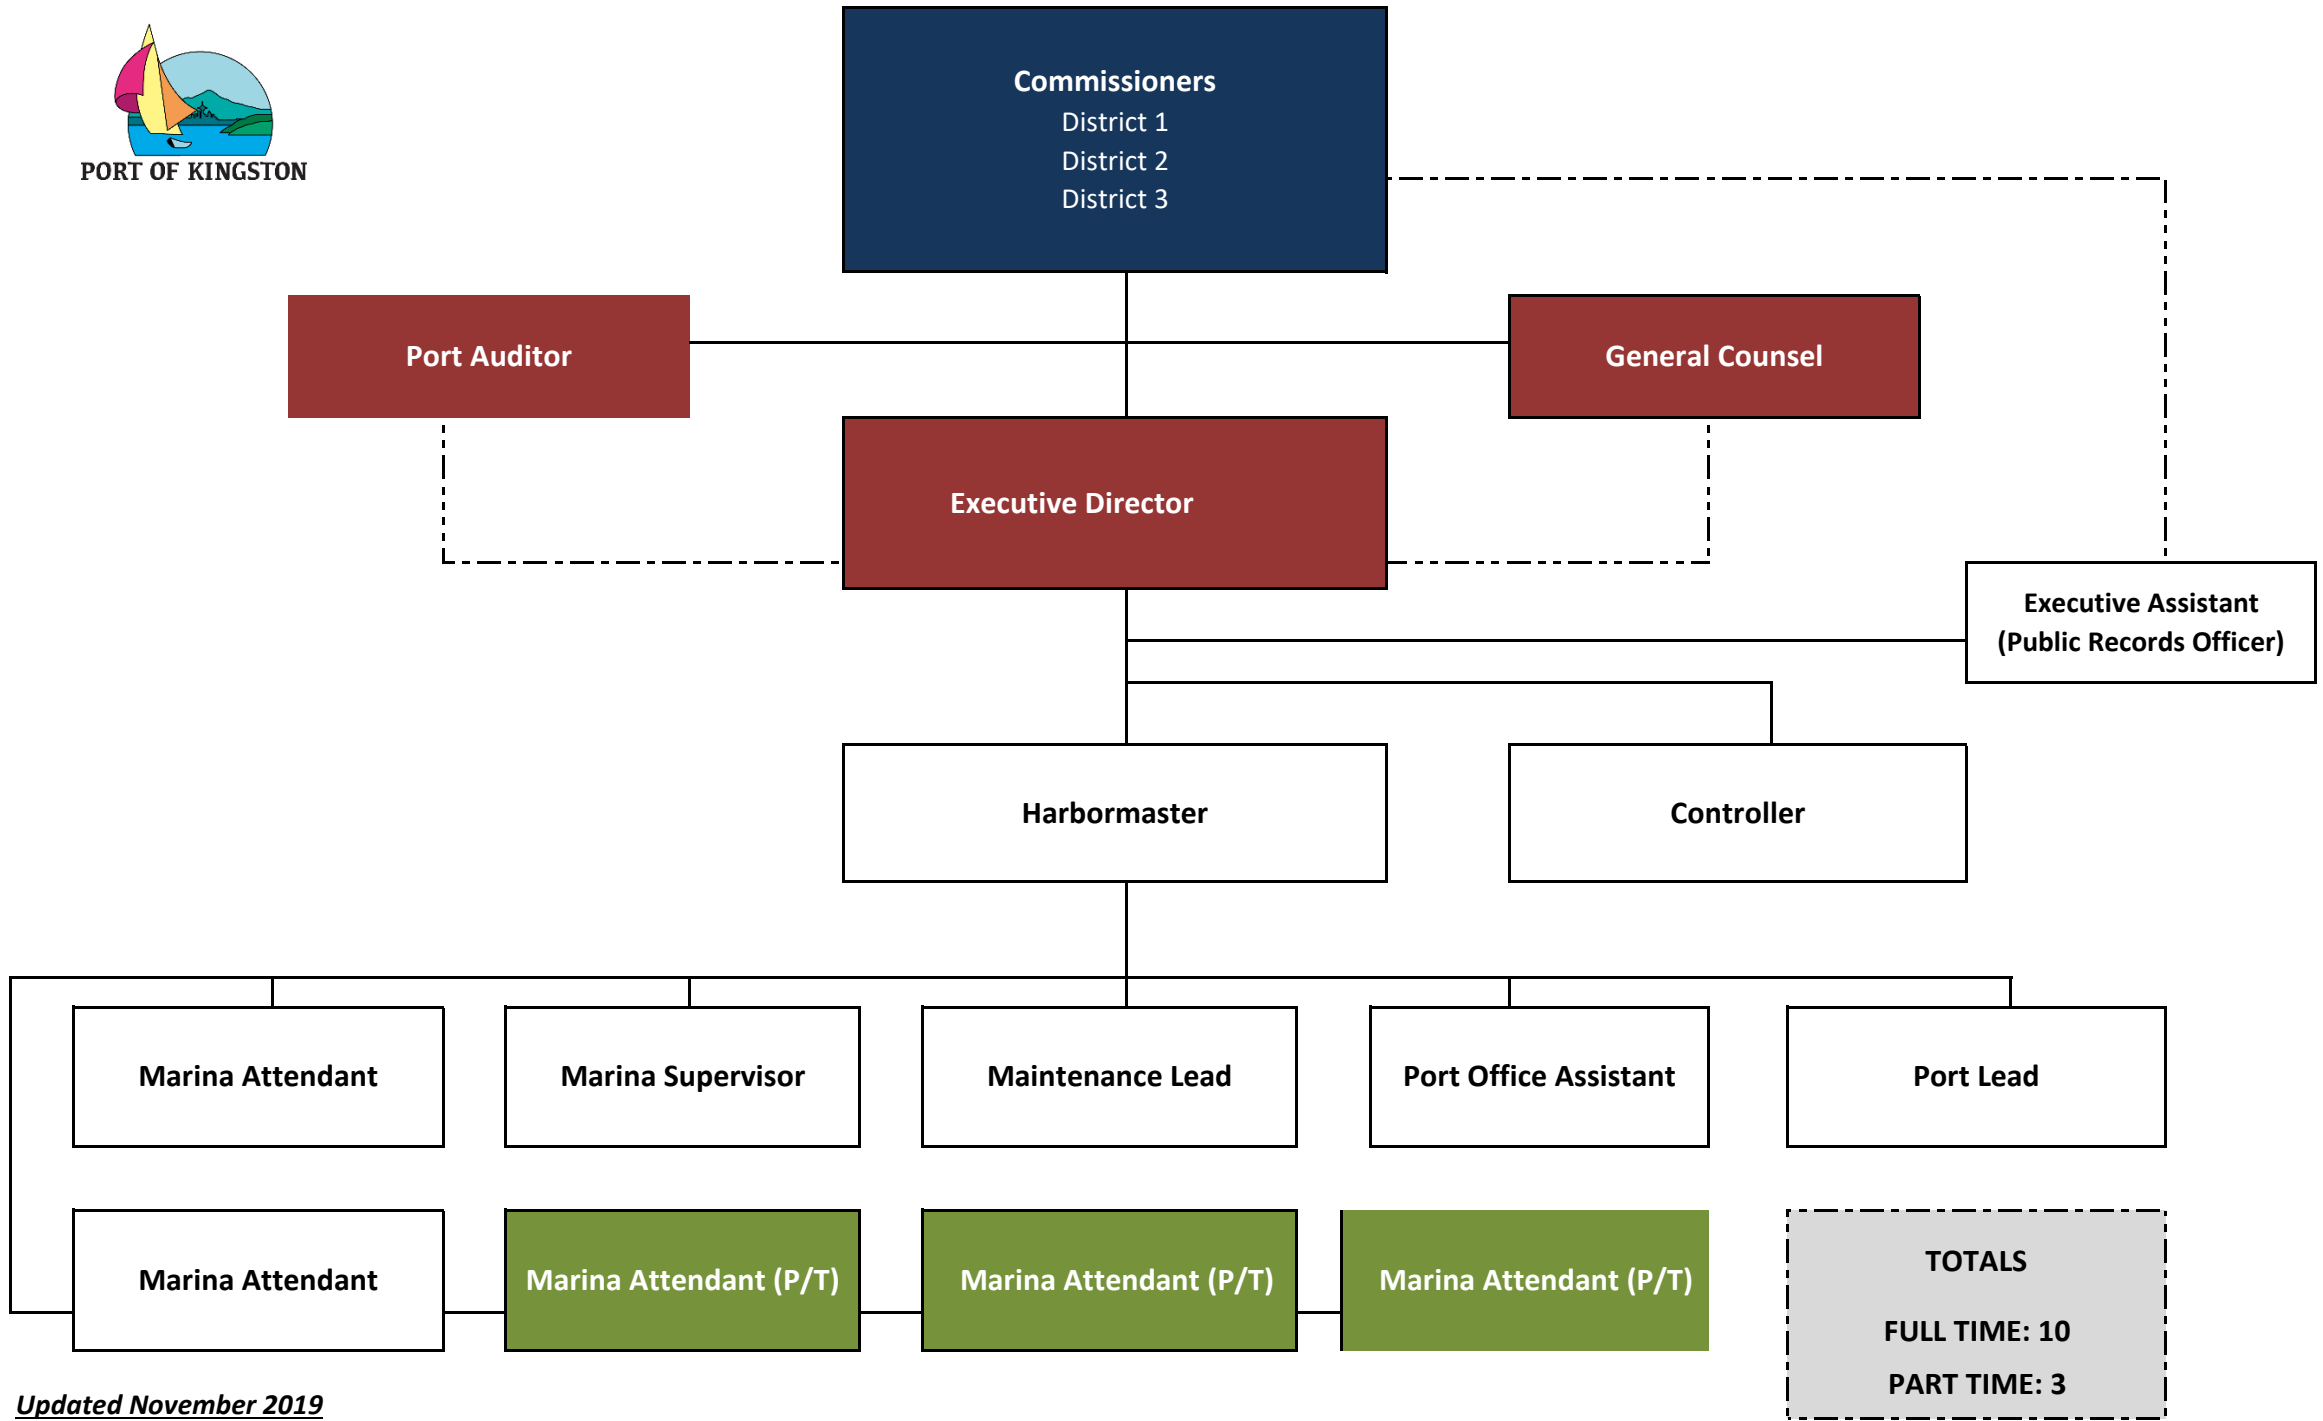 PORT OF KINGSTON
Commissioners
District 1
District 2
District 3
Port Auditor
General Counsel
Executive Director
Executive Assistant
(Public Records Officer)
Harbormaster
Controller
Marina Attendant
Marina Supervisor
Maintenance Lead
Port Office Assistant
Port Lead
Marina Attendant
Marina Attendant (P/T)
Marina Attendant (P/T)
Marina Attendant (P/T)
TOTALS
FULL TIME: 10
PART TIME: 3
Updated November 2019